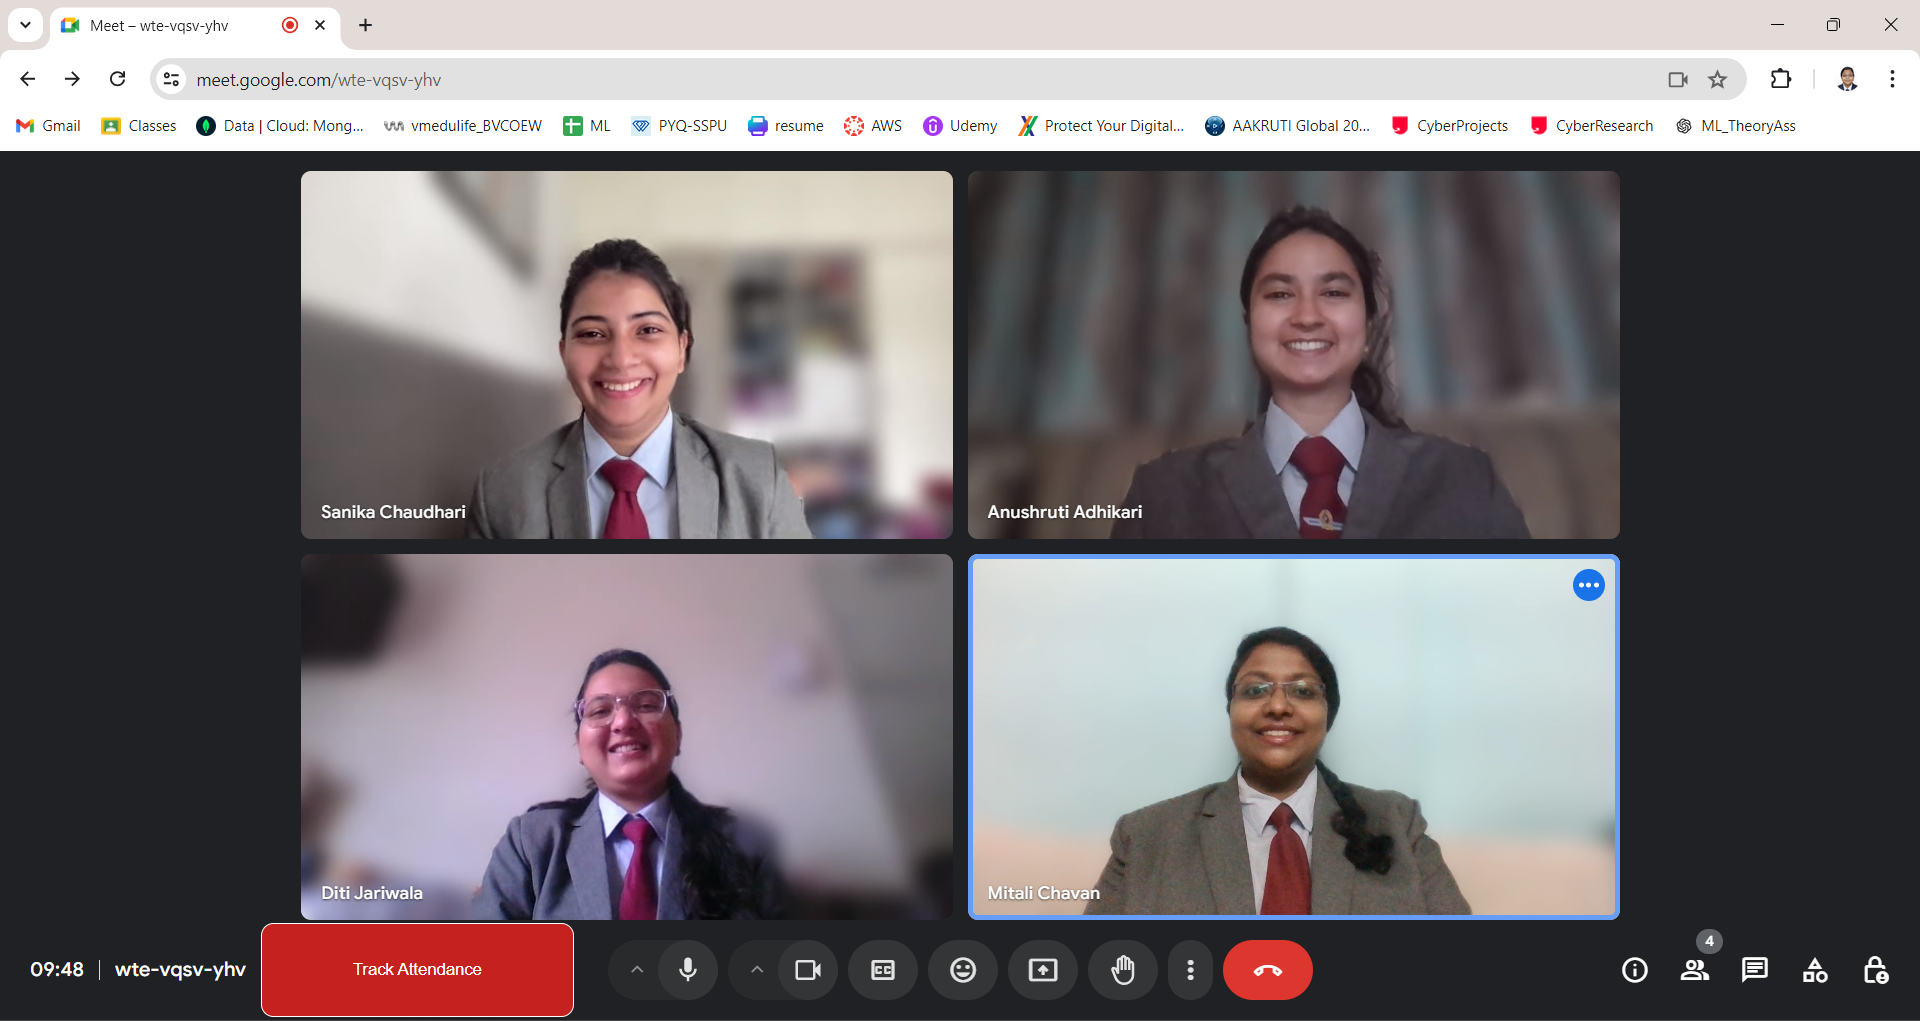 Meet – wte-vqsv-yhv
meet.google.com/wte-vqsv-yhv
Gmail Classes Data | Cloud: Mong... vmedulife_BVCOEW ML PYQ-SSPU resume AWS Udemy Protect Your Digital... AAKRUTI Global 20... CyberProjects CyberResearch ML_TheoryAss
Sanika Chaudhari
Anushruti Adhikari
Diti Jariwala
Mitali Chavan
4
09:48 | wte-vqsv-yhv
Track Attendance
CC